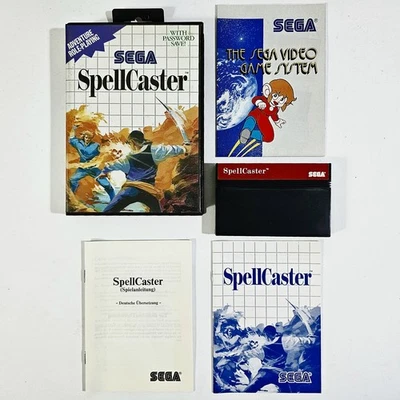 ADVENTURE
ROLE-PLAYING
WITH
PASSWORD
SAVE!
SEGA
SpellCaster
SEGA
THE SEGA VIDEO
GAME SYSTEM
SpellCaster™
SEGA
SpellCaster
(Spielanleitung)
- Deutsche Übersetzung -
SEGA
SpellCaster
SEGA